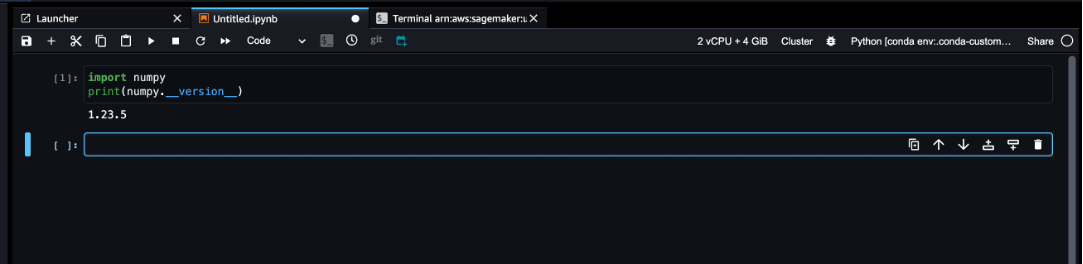 Launcher
Untitled.ipynb
Terminal arn:aws:sagemaker:u
Code
git
2 vCPU + 4 GiB
Cluster
Python [conda env:.conda-custom...
Share
[1]:
import numpy
print(numpy.__version__)
1.23.5
[ ]: